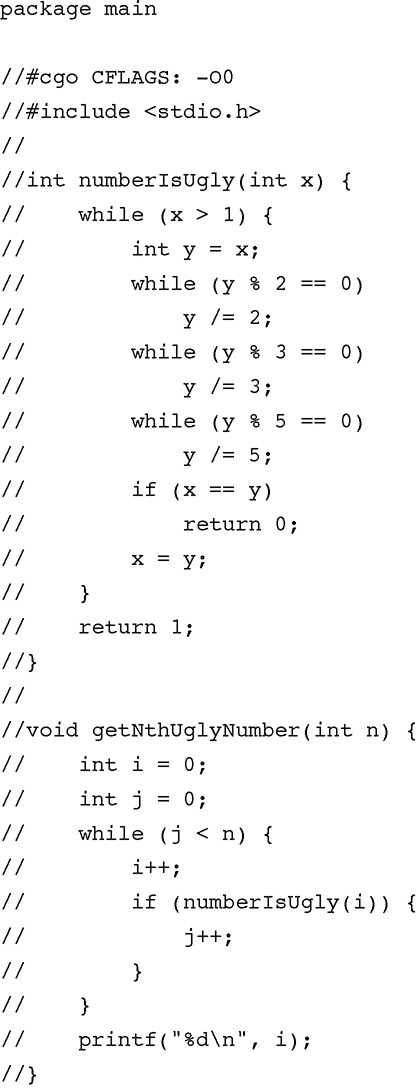 package main

//#cgo CFLAGS: -O0
//#include <stdio.h>
//
//int numberIsUgly(int x) {
//    while (x > 1) {
//        int y = x;
//        while (y % 2 == 0)
//            y /= 2;
//        while (y % 3 == 0)
//            y /= 3;
//        while (y % 5 == 0)
//            y /= 5;
//        if (x == y)
//            return 0;
//        x = y;
//    }
//    return 1;
//}
//
//void getNthUglyNumber(int n) {
//    int i = 0;
//    int j = 0;
//    while (j < n) {
//        i++;
//        if (numberIsUgly(i)) {
//            j++;
//        }
//    }
//    printf("%d\n", i);
//}